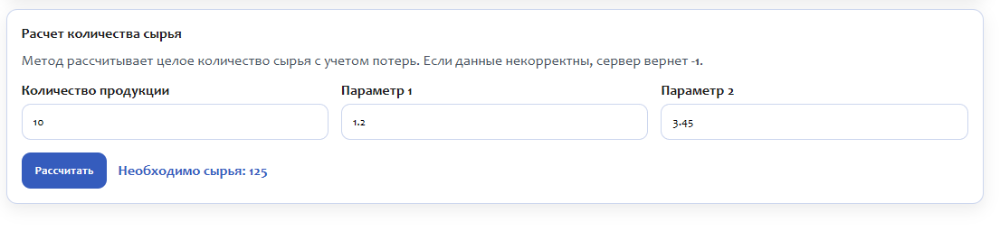 Расчет количества сырья
Метод рассчитывает целое количество сырья с учетом потерь. Если данные некорректны, сервер вернет -1.
Количество продукции Параметр 1 Параметр 2
10 1.2 3.45
Рассчитать Необходимо сырья: 125